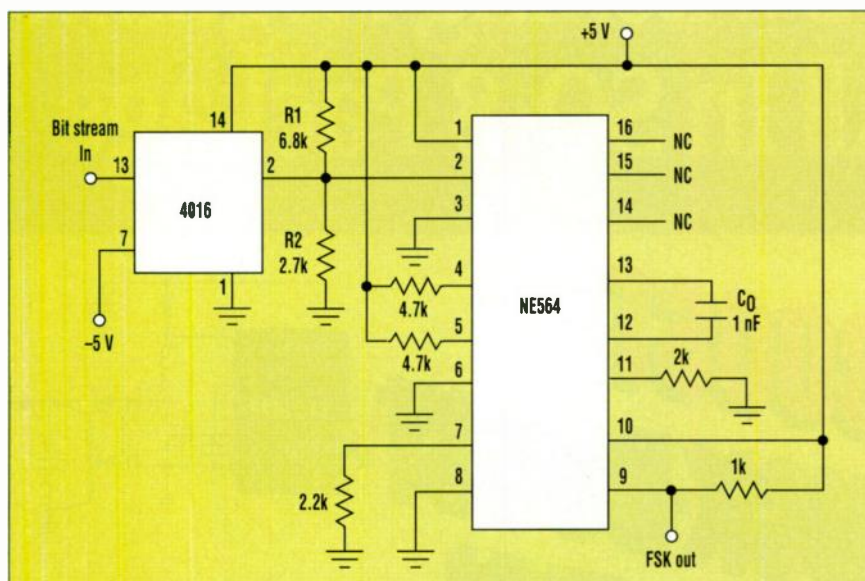 +5 V
Bit stream
In
14
R1
6.8k
13
2
4016
7
1
R2
2.7k
–5 V
1
2
3
4
4.7k
5
4.7k
6
7
2.2k
8
NE564
16
NC
15
NC
14
NC
13
C0
1 nF
12
11
2k
10
9
1k
FSK out